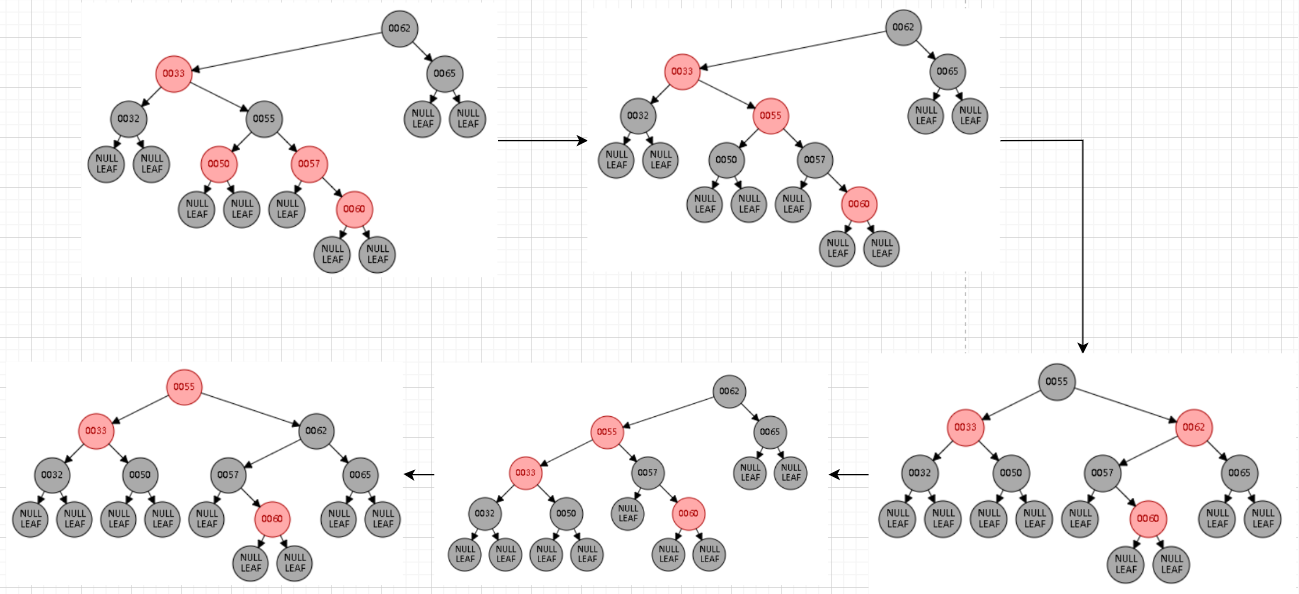 0062
0033 0065
0032 0055 NULL LEAF NULL LEAF
NULL LEAF NULL LEAF 0050 0057
NULL LEAF NULL LEAF NULL LEAF 0060
NULL LEAF NULL LEAF
0062
0033 0065
0032 0055 NULL LEAF NULL LEAF
NULL LEAF NULL LEAF 0050 0057
NULL LEAF NULL LEAF NULL LEAF 0060
NULL LEAF NULL LEAF
0055
0033 0062
0032 0050 0057 0065
NULL LEAF NULL LEAF NULL LEAF NULL LEAF NULL LEAF 0060 NULL LEAF NULL LEAF
NULL LEAF NULL LEAF
0062
0055 0065
0033 0057 NULL LEAF NULL LEAF
0032 0050 NULL LEAF 0060
NULL LEAF NULL LEAF NULL LEAF NULL LEAF NULL LEAF NULL LEAF
0055
0033 0062
0032 0050 0057 0065
NULL LEAF NULL LEAF NULL LEAF NULL LEAF NULL LEAF 0060 NULL LEAF NULL LEAF
NULL LEAF NULL LEAF